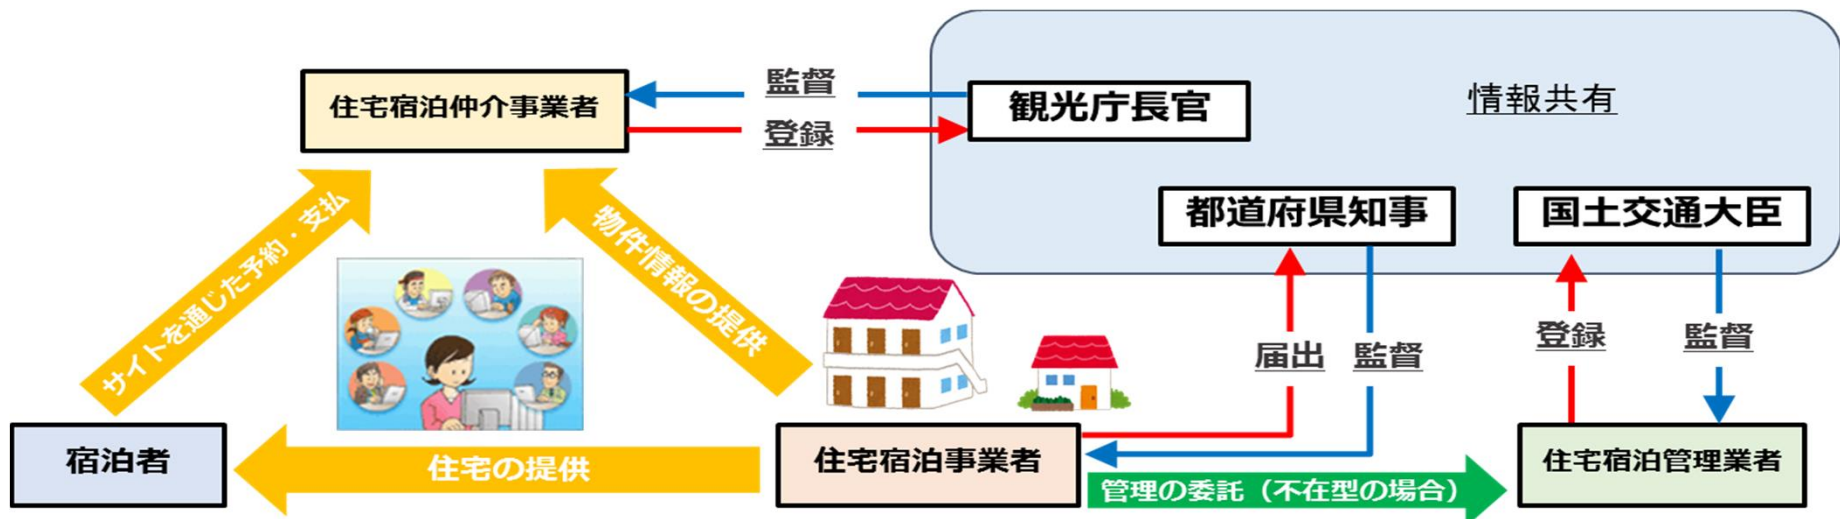 監督
住宅宿泊仲介事業者
観光庁長官
情報共有
登録
都道府県知事
国土交通大臣
サイトを通じた予約・支払
物件情報の提供
届出
監督
登録
監督
宿泊者
住宅の提供
住宅宿泊事業者
管理の委託（不在型の場合）
住宅宿泊管理業者